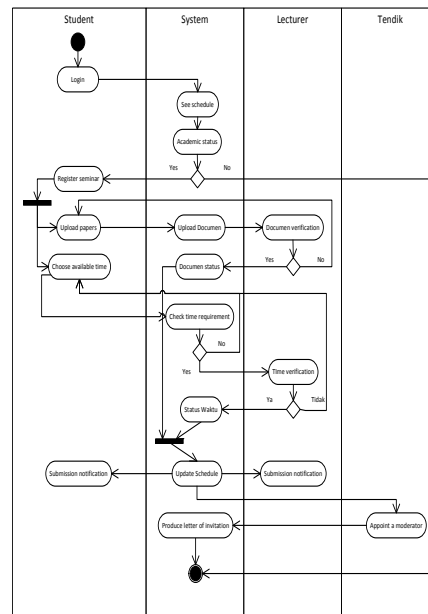 Student System Lecturer Tendik
Login
See schedule
Academic status
Yes No
Register seminar
Upload papers Upload Documen Documen verification
Yes No
Choose available time Documen status
Check time requirement
No
Yes Time verification
Ya Tidak
Status Waktu
Submission notification Update Schedule Submission notification
Produce letter of invitation Appoint a moderator